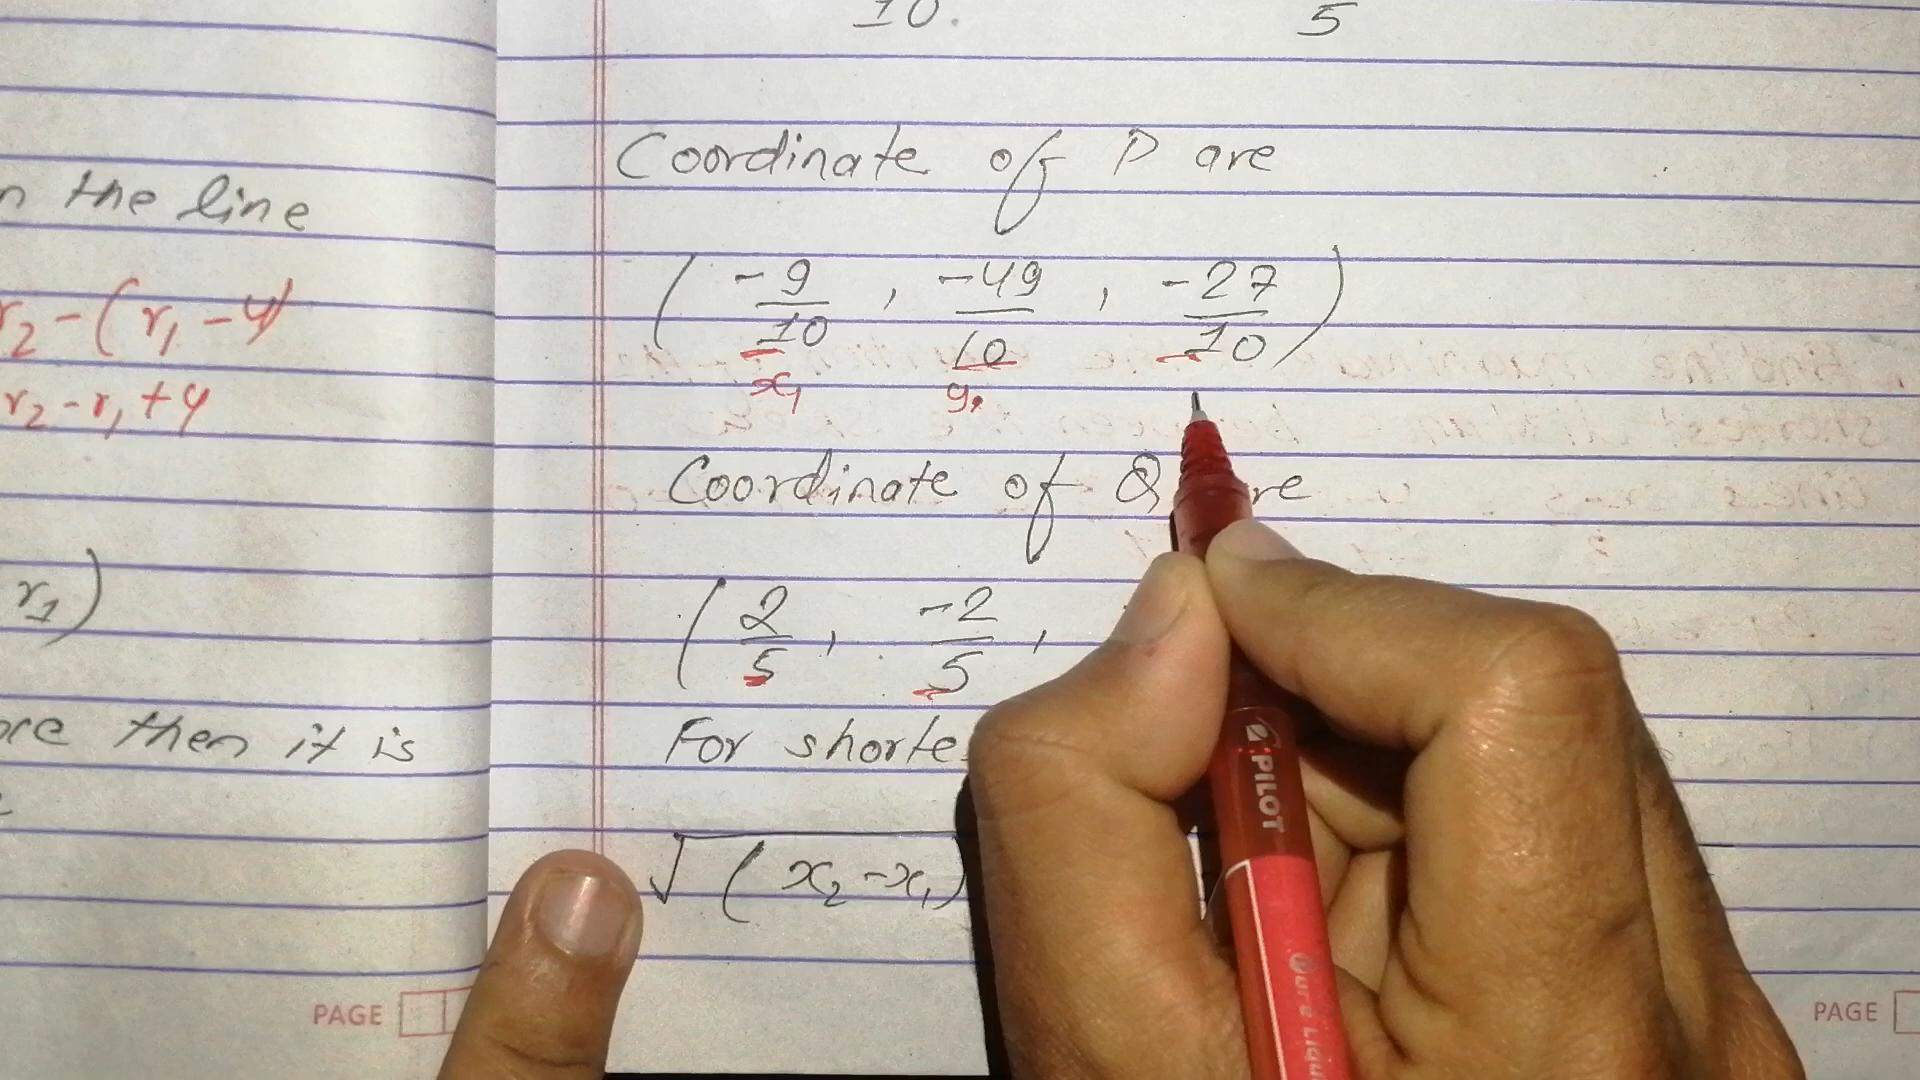 n the line
r₂-(r₁-4)
r₂-r₁+4
r₁)
ore then it is
PAGE
10.
5
Coordinate of P are
(-9/10, -49/10, -27/10)
x₁ y₁
Coordinate of Q re
(2/5, -2/5,
For shorte
√(x₂-x₁)
PILOT
PAGE